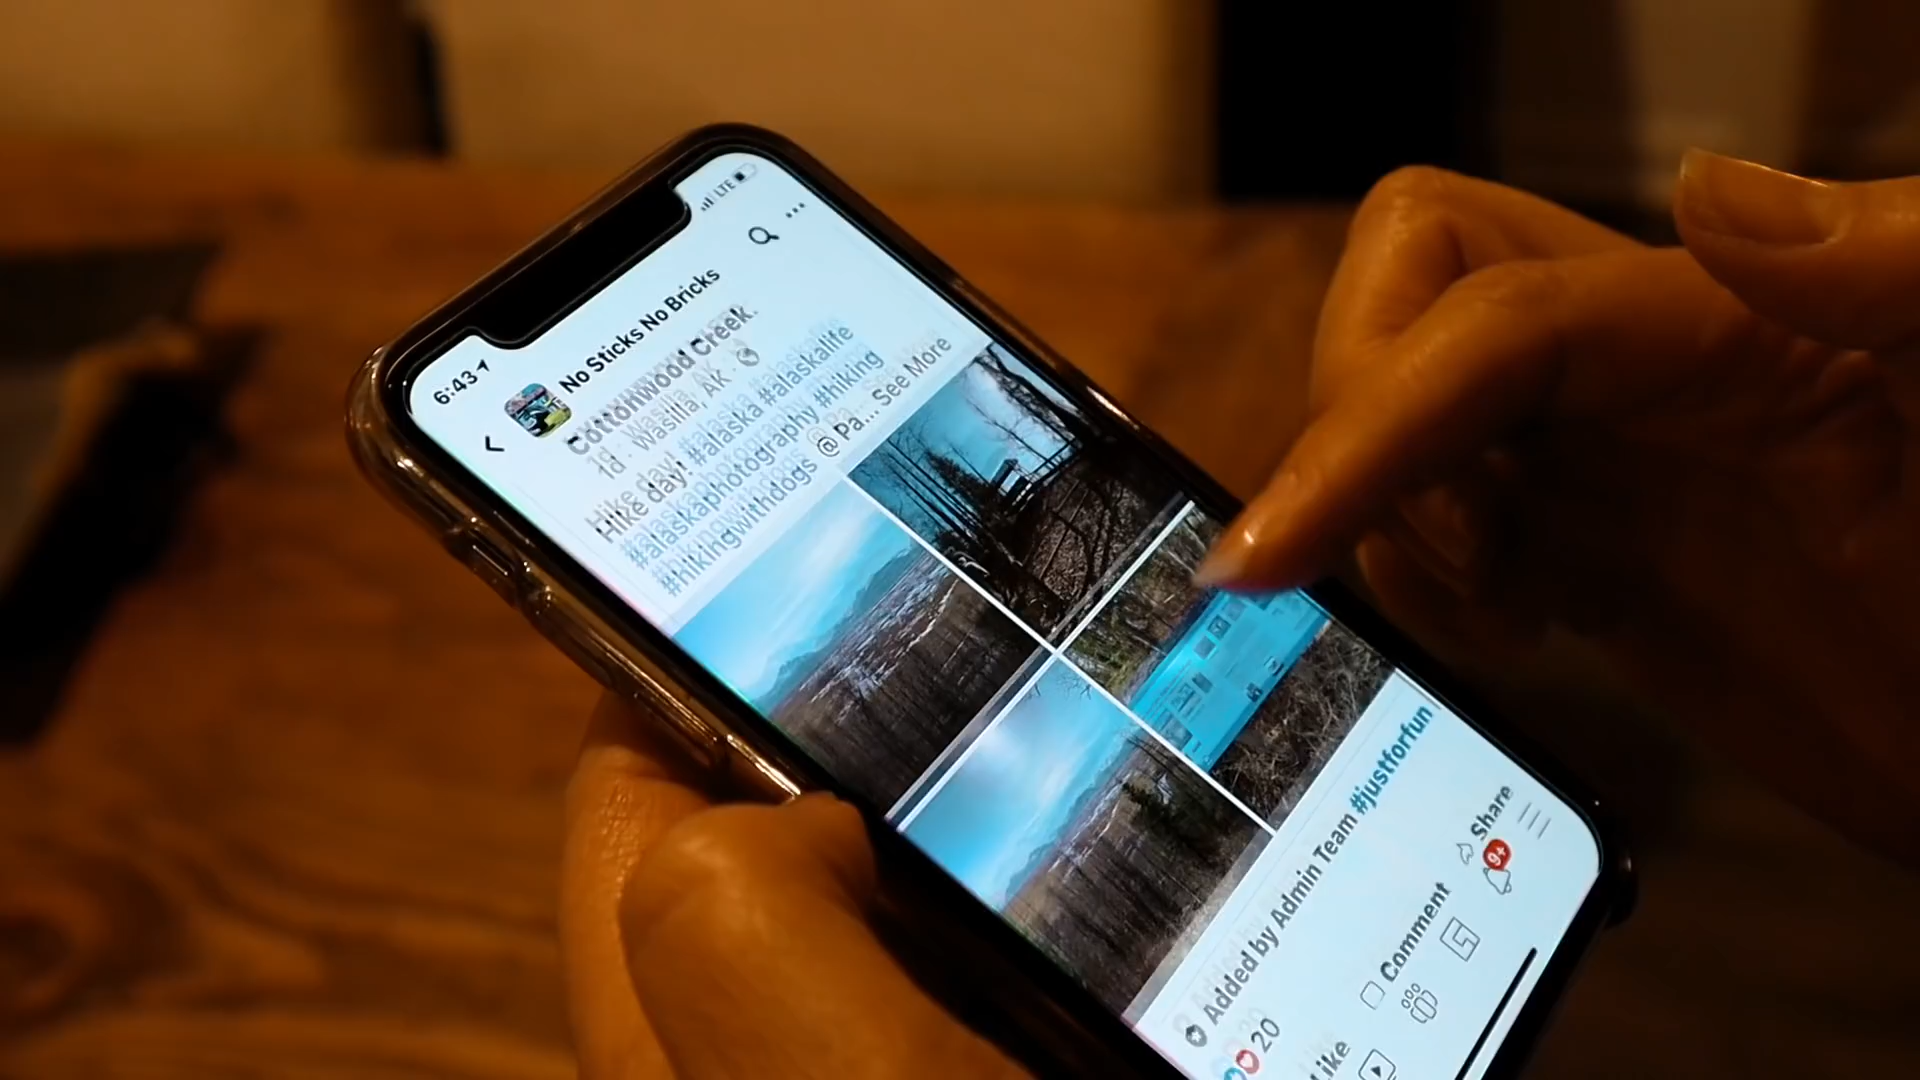 6:43
LTE
No Sticks No Bricks
Cottonwood Creek.
1d · Wasilla, AK ·
Hike day! #alaska #alaskalife
#alaskaphotography #hiking
#hikingwithdogs @Pa... See More
Added by Admin Team #justforfun
20
Like
Comment
Share
9+